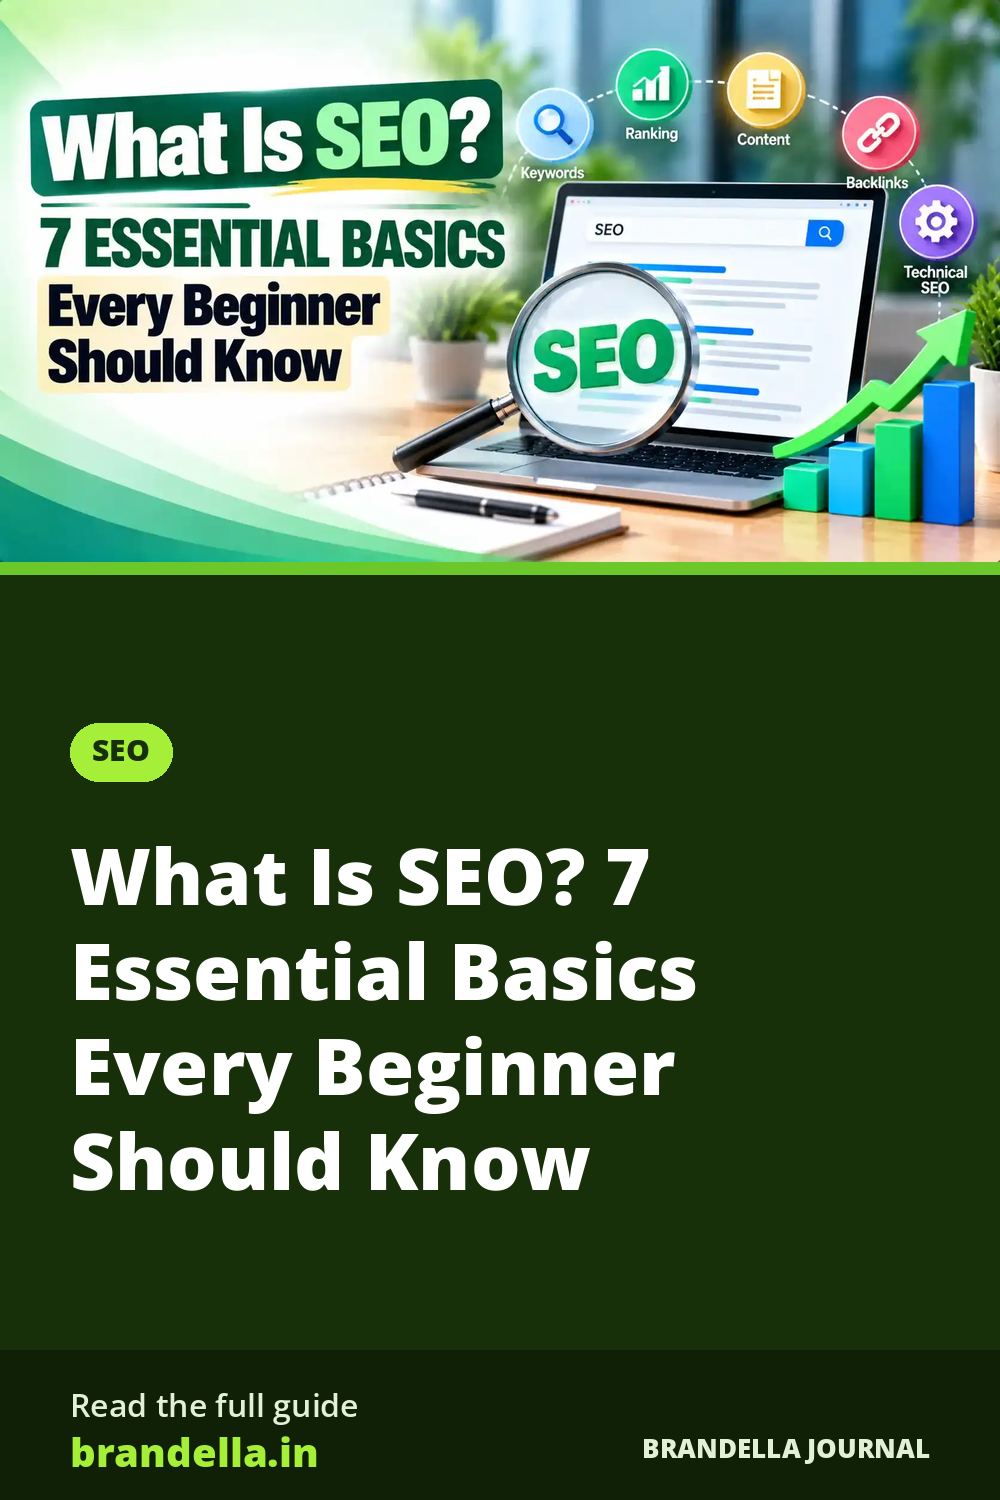 What Is SEO?
7 ESSENTIAL BASICS
Every Beginner
Should Know
Keywords
Ranking
Content
Backlinks
Technical
SEO
SEO
SEO
SEO
What Is SEO? 7
Essential Basics
Every Beginner
Should Know
Read the full guide
brandella.in
BRANDELLA JOURNAL